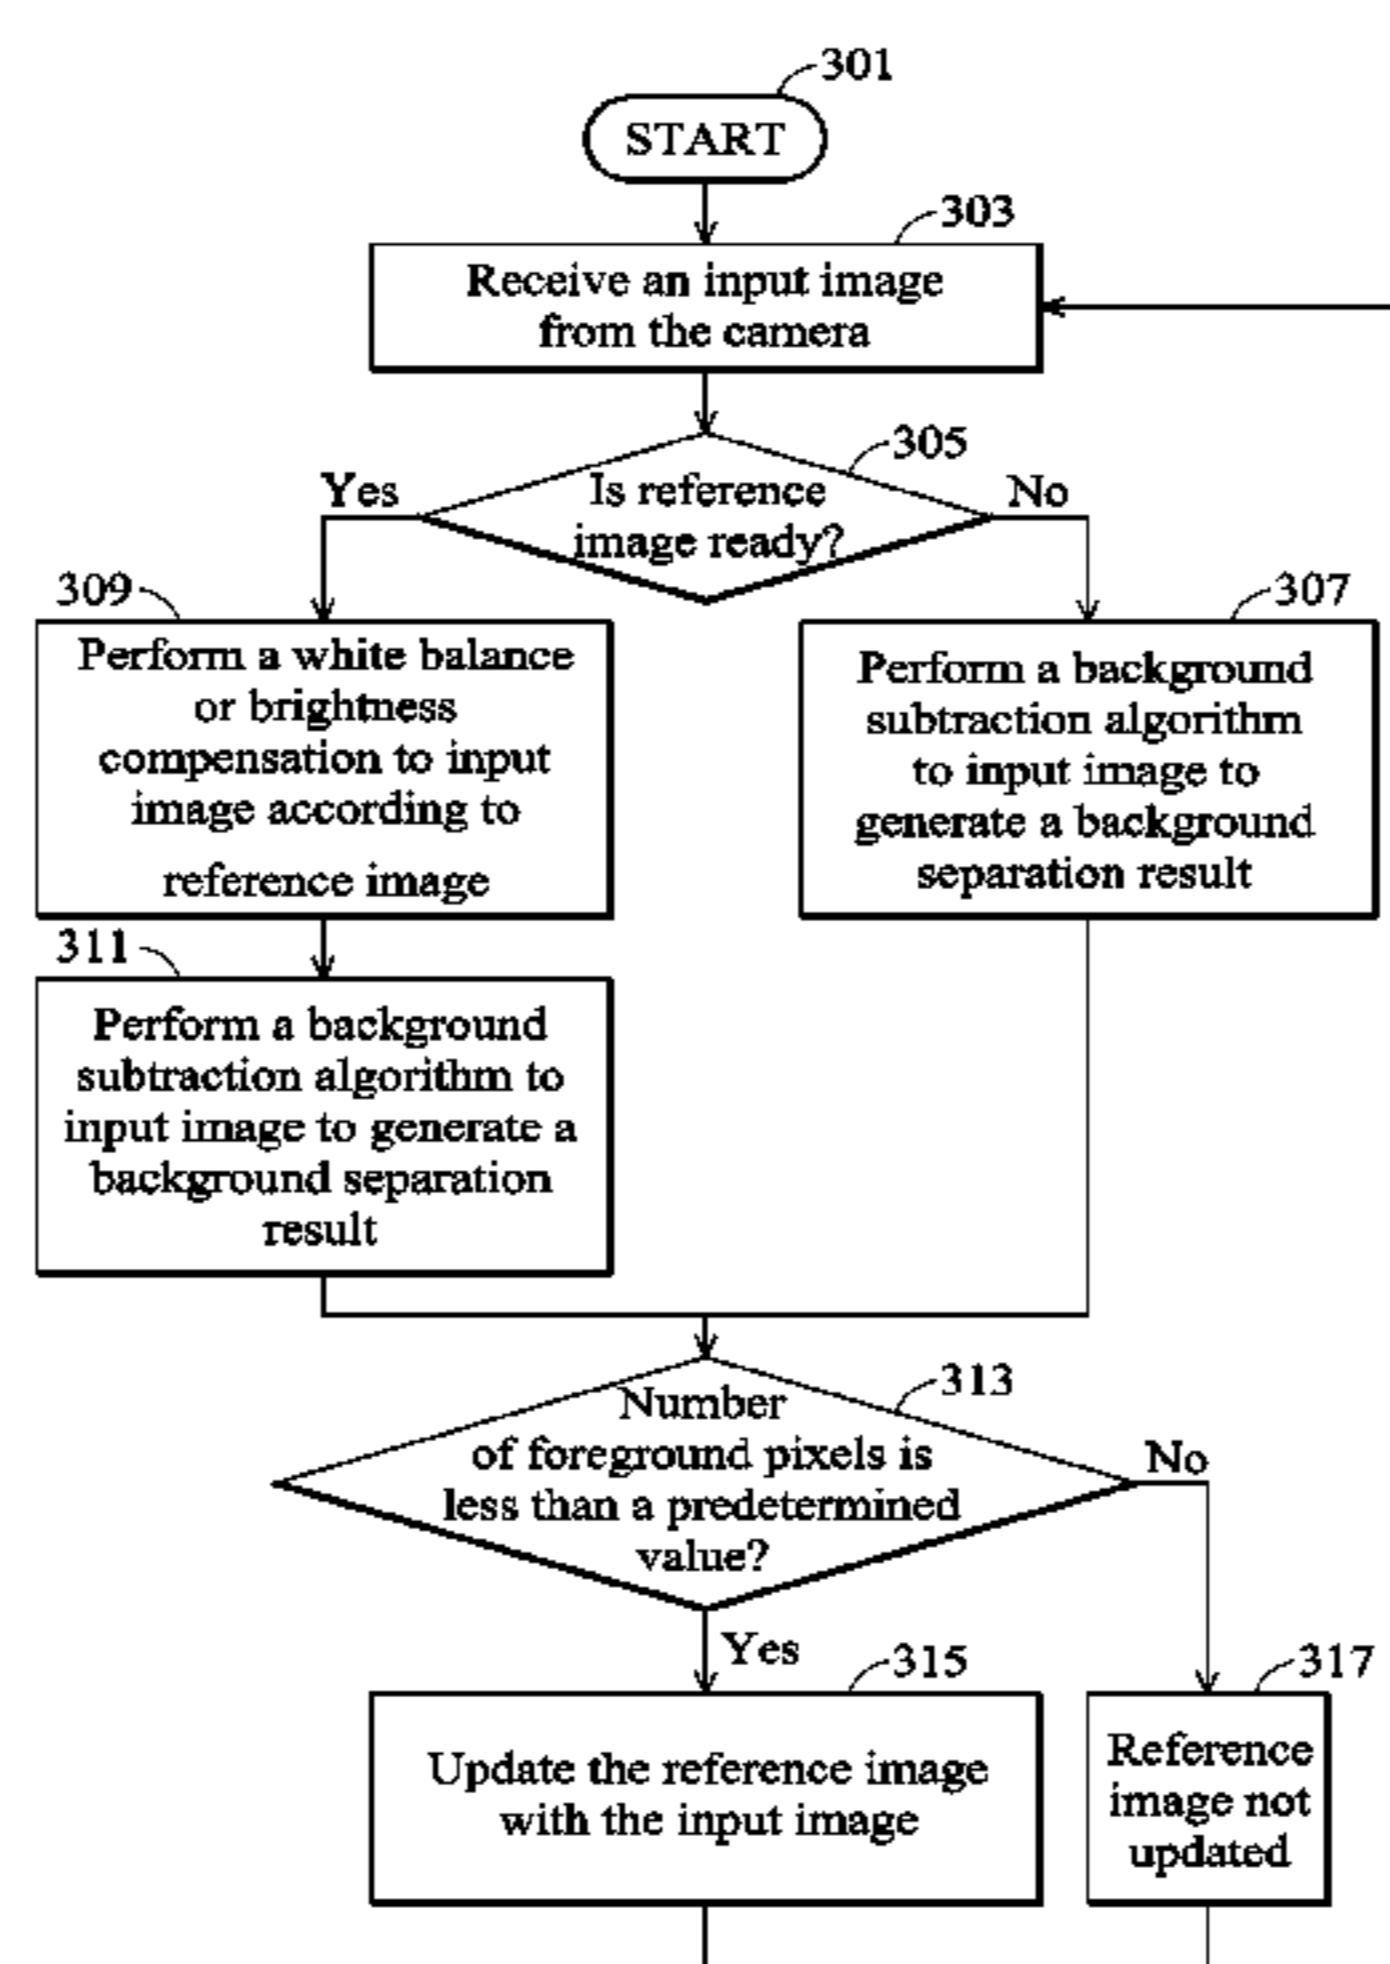 301
START
303
Receive an input image
from the camera
305
Is reference
image ready?
Yes
No
309
Perform a white balance
or brightness
compensation to input
image according to
reference image
307
Perform a background
subtraction algorithm
to input image to
generate a background
separation result
311
Perform a background
subtraction algorithm to
input image to generate a
background separation
result
313
Number
of foreground pixels is
less than a predetermined
value?
No
Yes
315
Update the reference image
with the input image
317
Reference
image not
updated